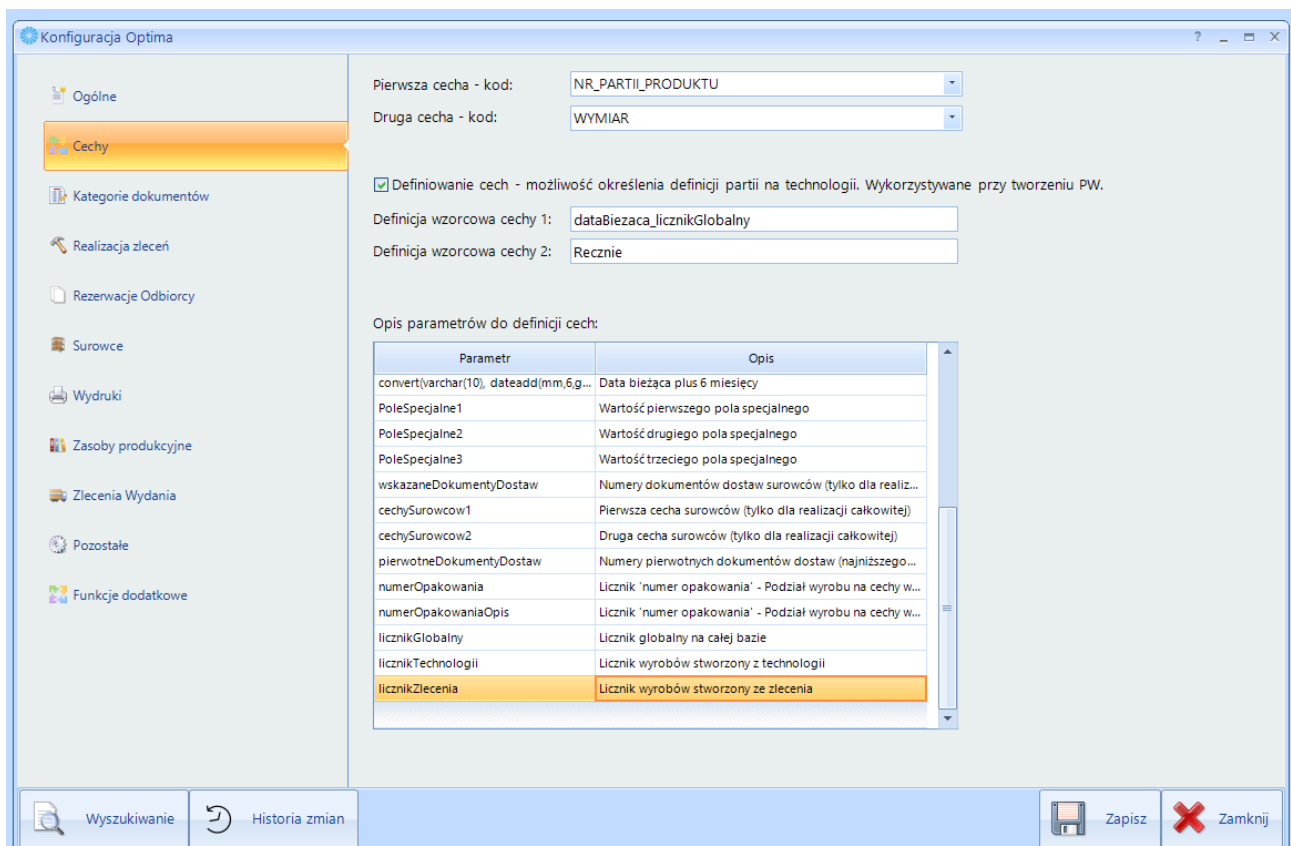 Konfiguracja Optima
Ogólne
Cechy
Kategorie dokumentów
Realizacja zleceń
Rezerwacje Odbiorcy
Surowce
Wydruki
Zasoby produkcyjne
Zlecenia Wydania
Pozostałe
Funkcje dodatkowe
Pierwsza cecha - kod: NR_PARTII_PRODUKTU
Druga cecha - kod: WYMIAR
Definiowanie cech - możliwość określenia definicji partii na technologii. Wykorzystywane przy tworzeniu PW.
Definicja wzorcowa cechy 1: dataBiezaca_licznikGlobalny
Definicja wzorcowa cechy 2: Recznie
Opis parametrów do definicji cech:
Parametr Opis
convert(varchar(10), dateadd(mm,6,g... Data bieżąca plus 6 miesięcy
PoleSpecjalne1 Wartość pierwszego pola specjalnego
PoleSpecjalne2 Wartość drugiego pola specjalnego
PoleSpecjalne3 Wartość trzeciego pola specjalnego
wskazaneDokumentyDostaw Numery dokumentów dostaw surowców (tylko dla realiz...
cechySurowcow1 Pierwsza cecha surowców (tylko dla realizacji całkowitej)
cechySurowcow2 Druga cecha surowców (tylko dla realizacji całkowitej)
pierwotneDokumentyDostaw Numery pierwotnych dokumentów dostaw (najniższego...
numerOpakowania Licznik 'numer opakowania' - Podział wyrobu na cechy w...
numerOpakowaniaOpis Licznik 'numer opakowania' - Podział wyrobu na cechy w...
licznikGlobalny Licznik globalny na całej bazie
licznikTechnologii Licznik wyrobów stworzony z technologii
licznikZlecenia Licznik wyrobów stworzony ze zlecenia
Wyszukiwanie Historia zmian Zapisz Zamknij